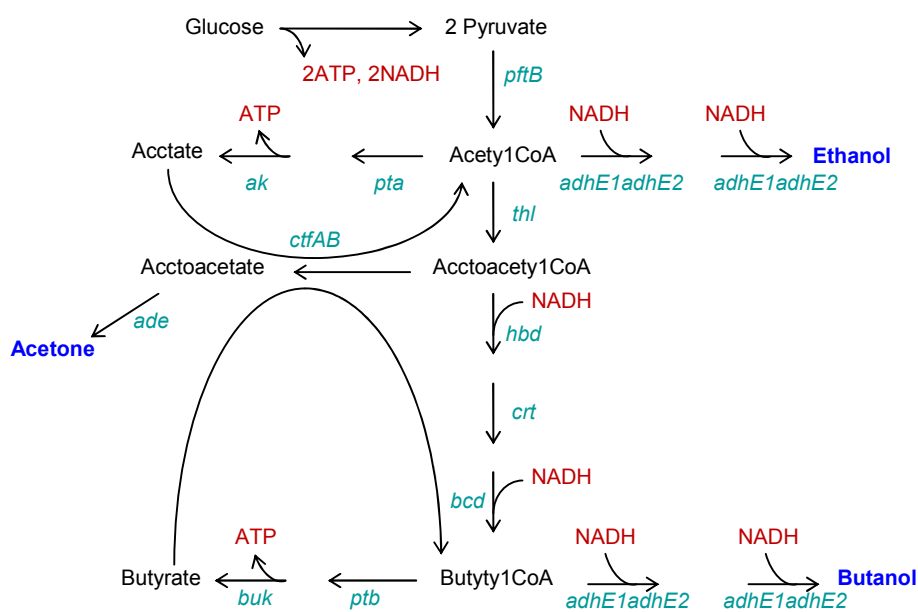 Glucose
2 Pyruvate
2ATP, 2NADH
pftB
ATP
NADH
NADH
Acctate
Acety1CoA
Ethanol
ak
pta
adhE1adhE2
adhE1adhE2
thl
ctfAB
Acctoacetate
Acctoacety1CoA
NADH
ade
hbd
Acetone
crt
NADH
bcd
ATP
NADH
NADH
Butyrate
Butyty1CoA
Butanol
buk
ptb
adhE1adhE2
adhE1adhE2